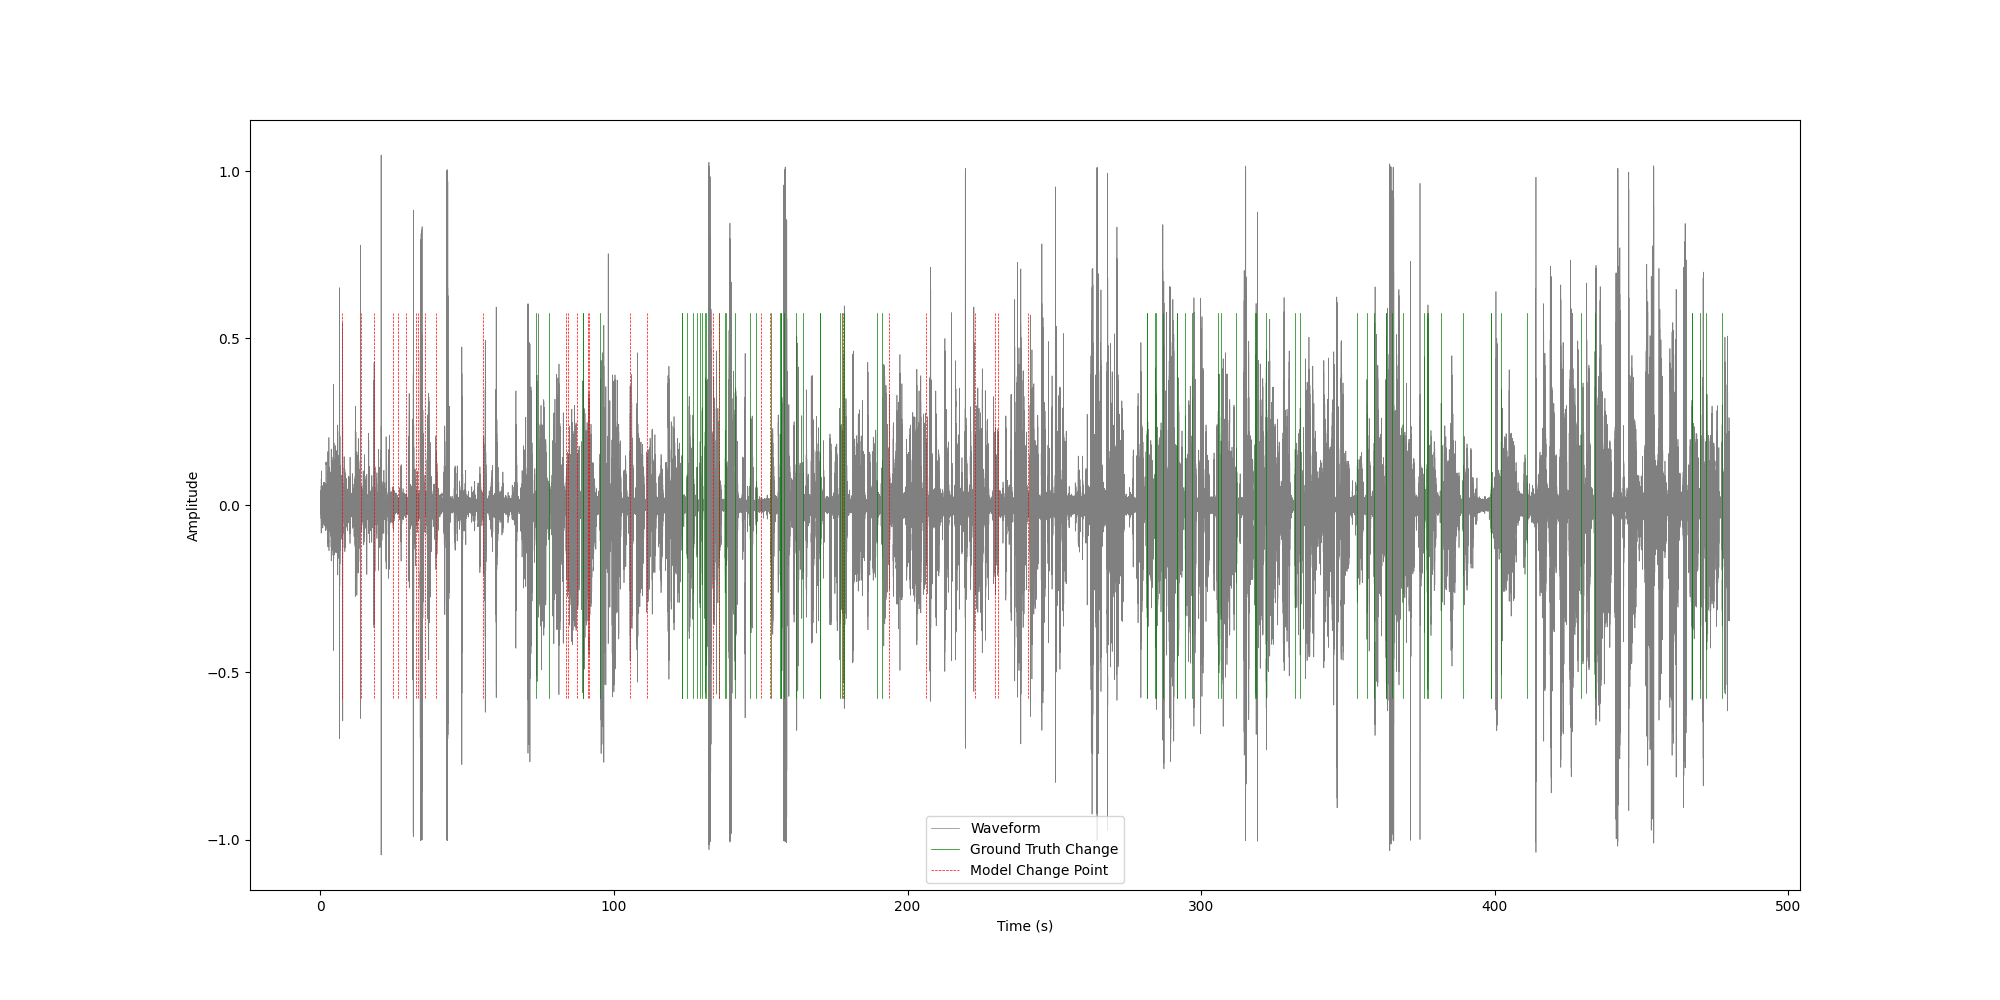 1.0
0.5
0.0
−0.5
−1.0
Amplitude
Waveform
Ground Truth Change
Model Change Point
0 100 200 300 400 500
Time (s)